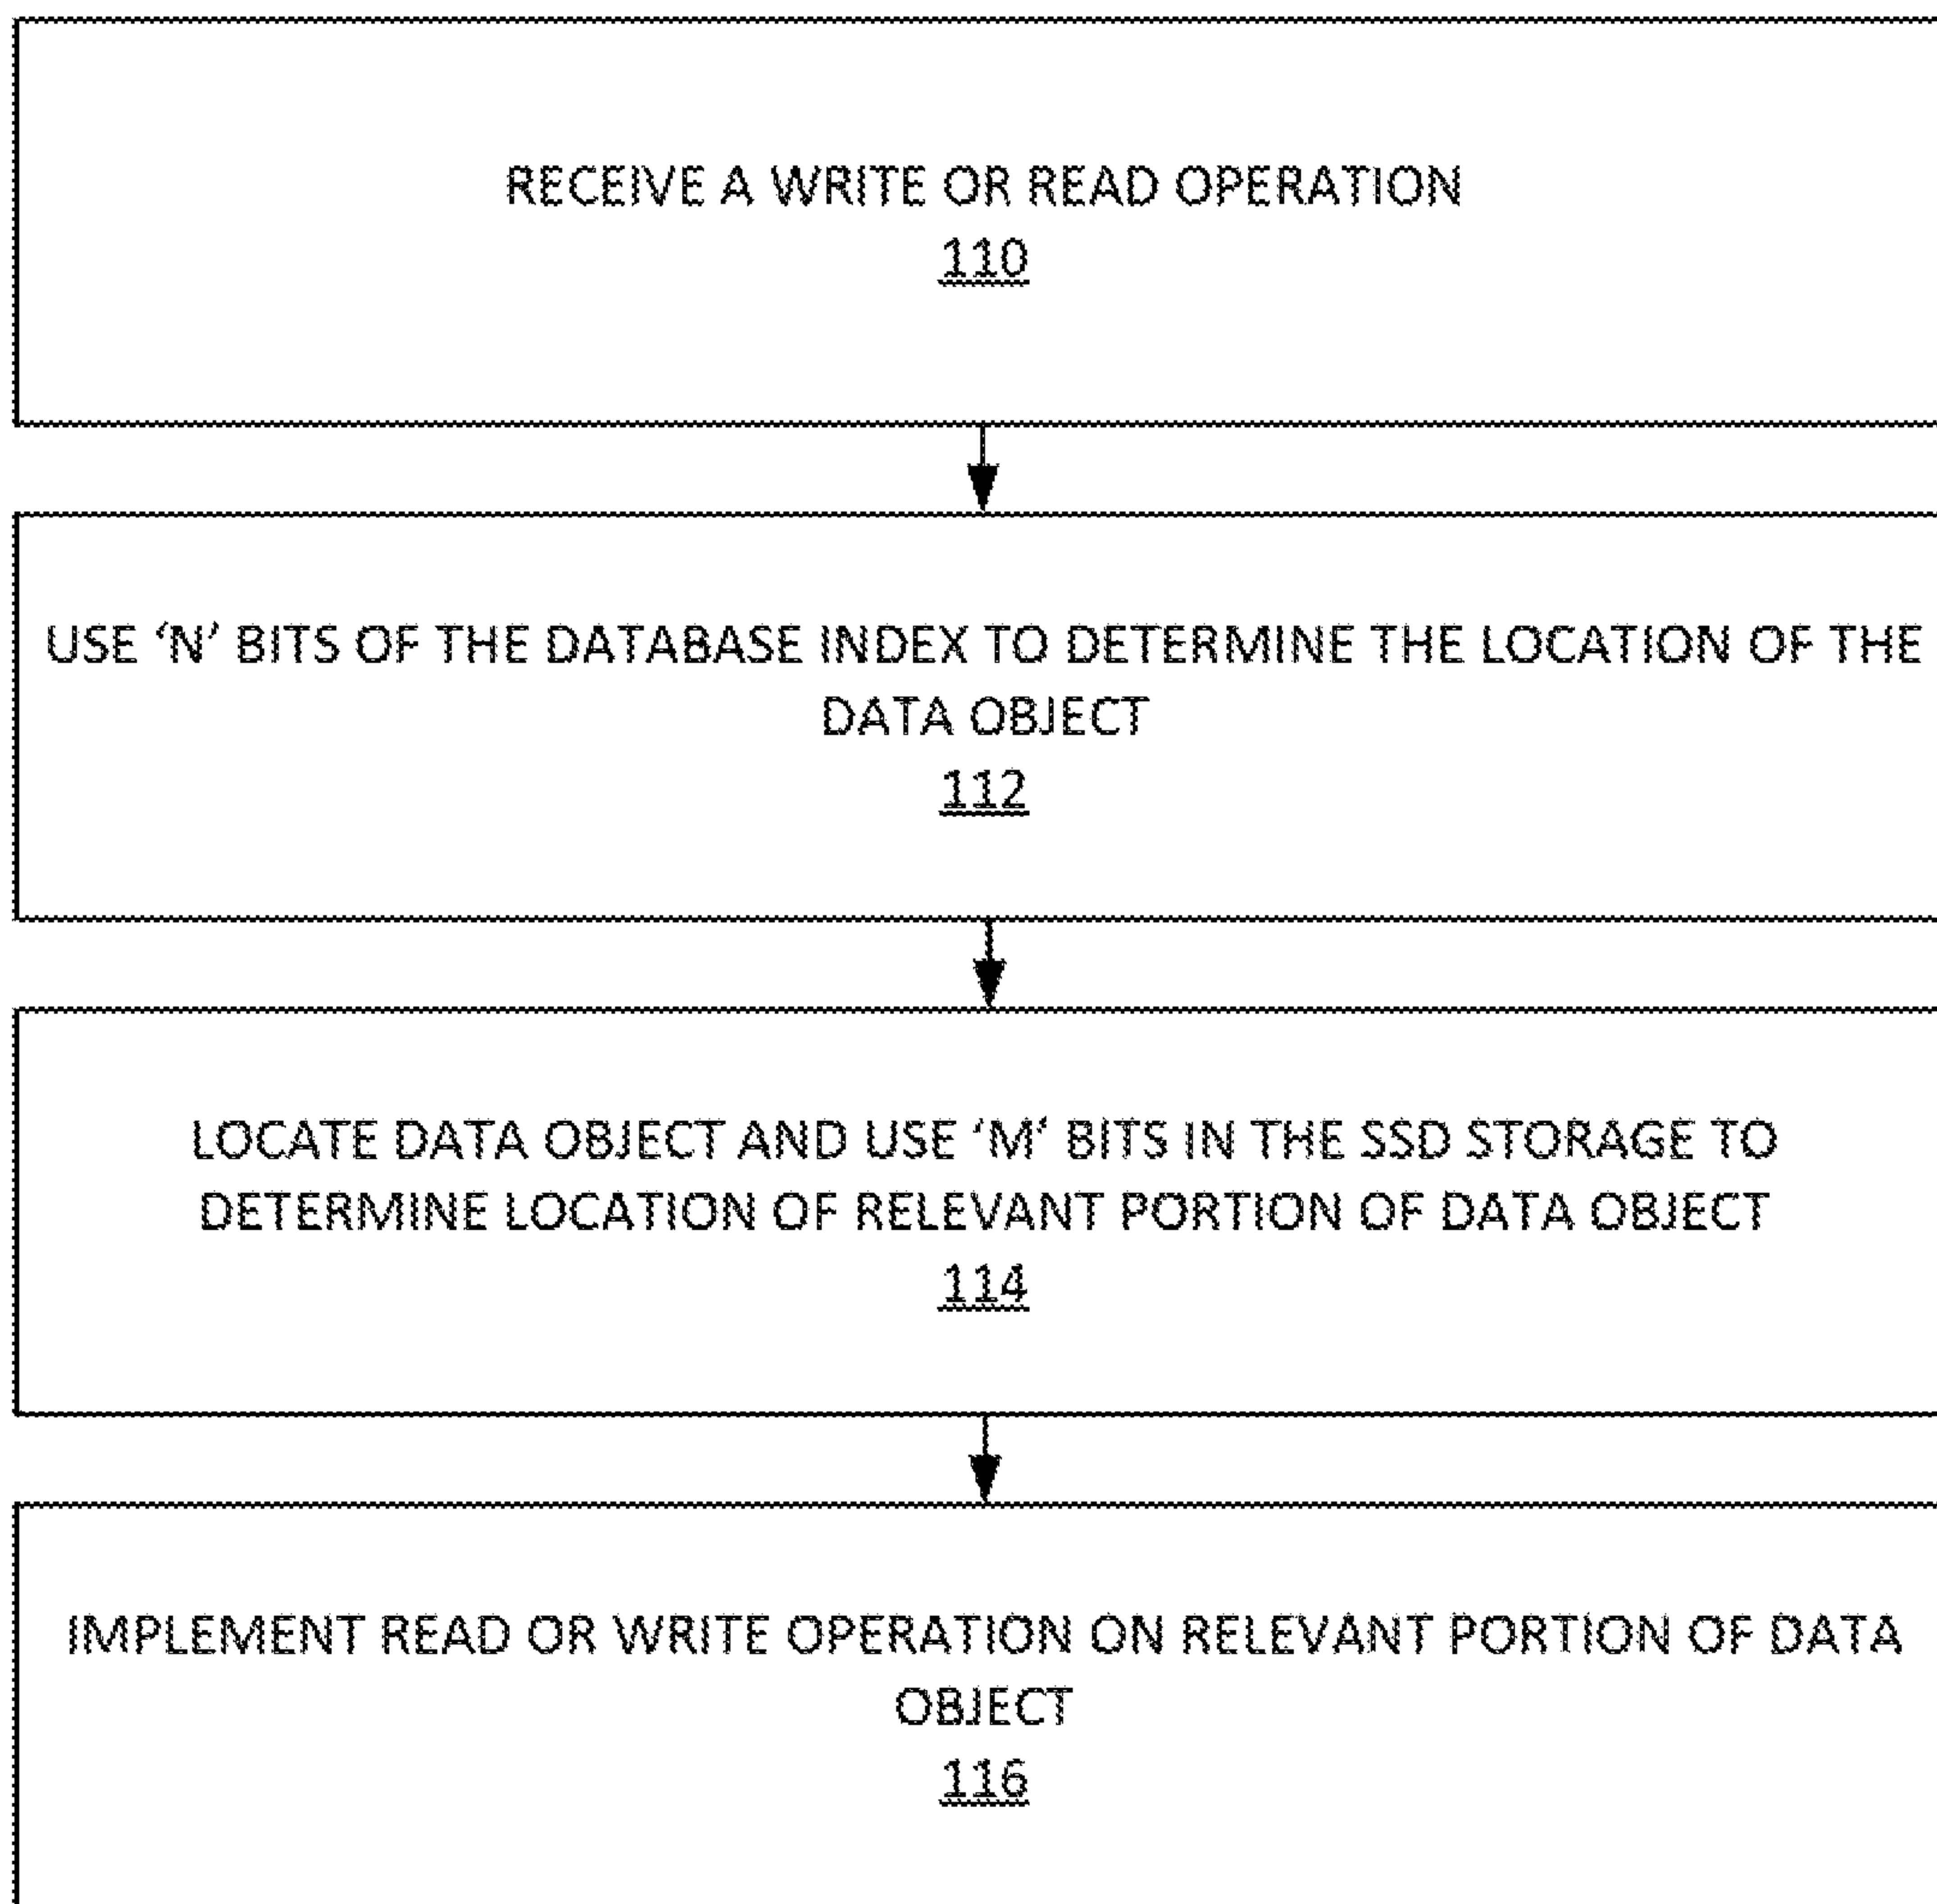 RECEIVE A WRITE OR READ OPERATION
110
USE ‘N’ BITS OF THE DATABASE INDEX TO DETERMINE THE LOCATION OF THE
DATA OBJECT
112
LOCATE DATA OBJECT AND USE ‘M‘ BITS IN THE SSD STORAGE TO
DETERMINE LOCATION OF RELEVANT PORTION OF DATA OBJECT
114
IMPLEMENT READ OR WRITE OPERATION ON RELEVANT PORTION OF DATA
OBJECT
116